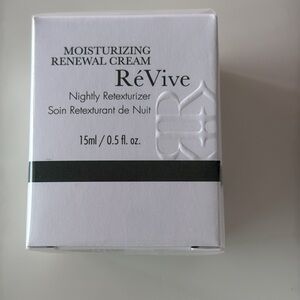 MOISTURIZING
RENEWAL CREAM
RéVive
Nightly Retexturizer
Soin Retexturant de Nuit
15ml / 0.5 fl. oz.